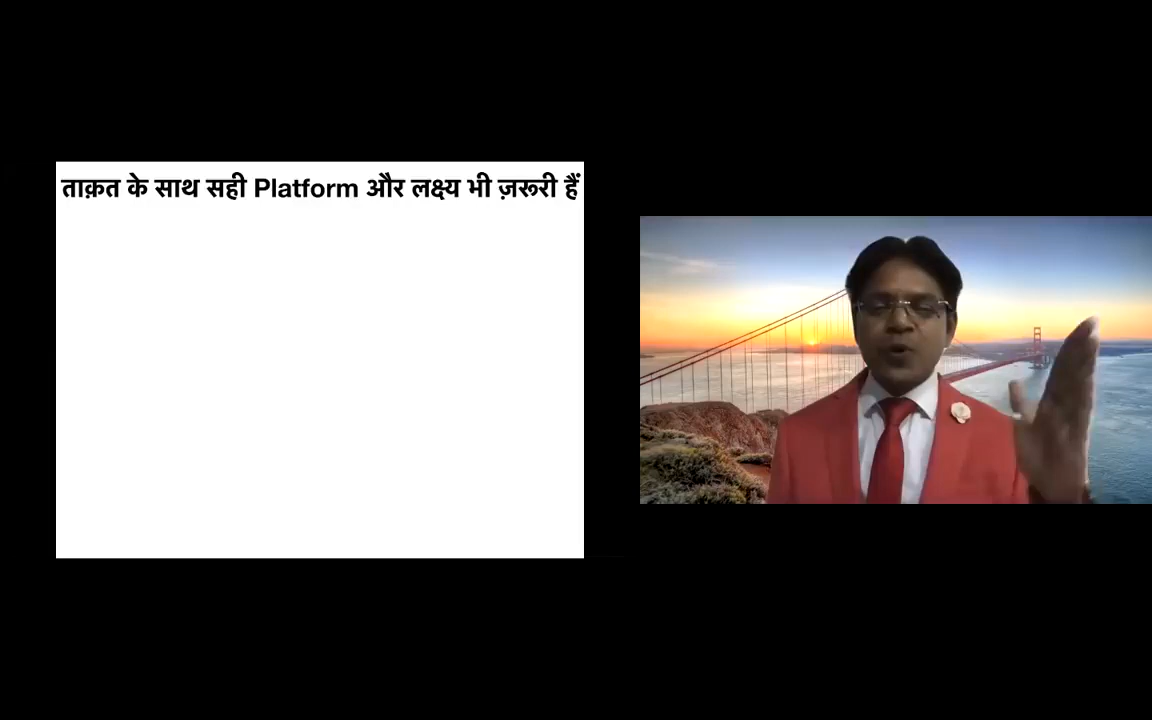 ताक़त के साथ सही Platform और लक्ष्य भी ज़रूरी हैं